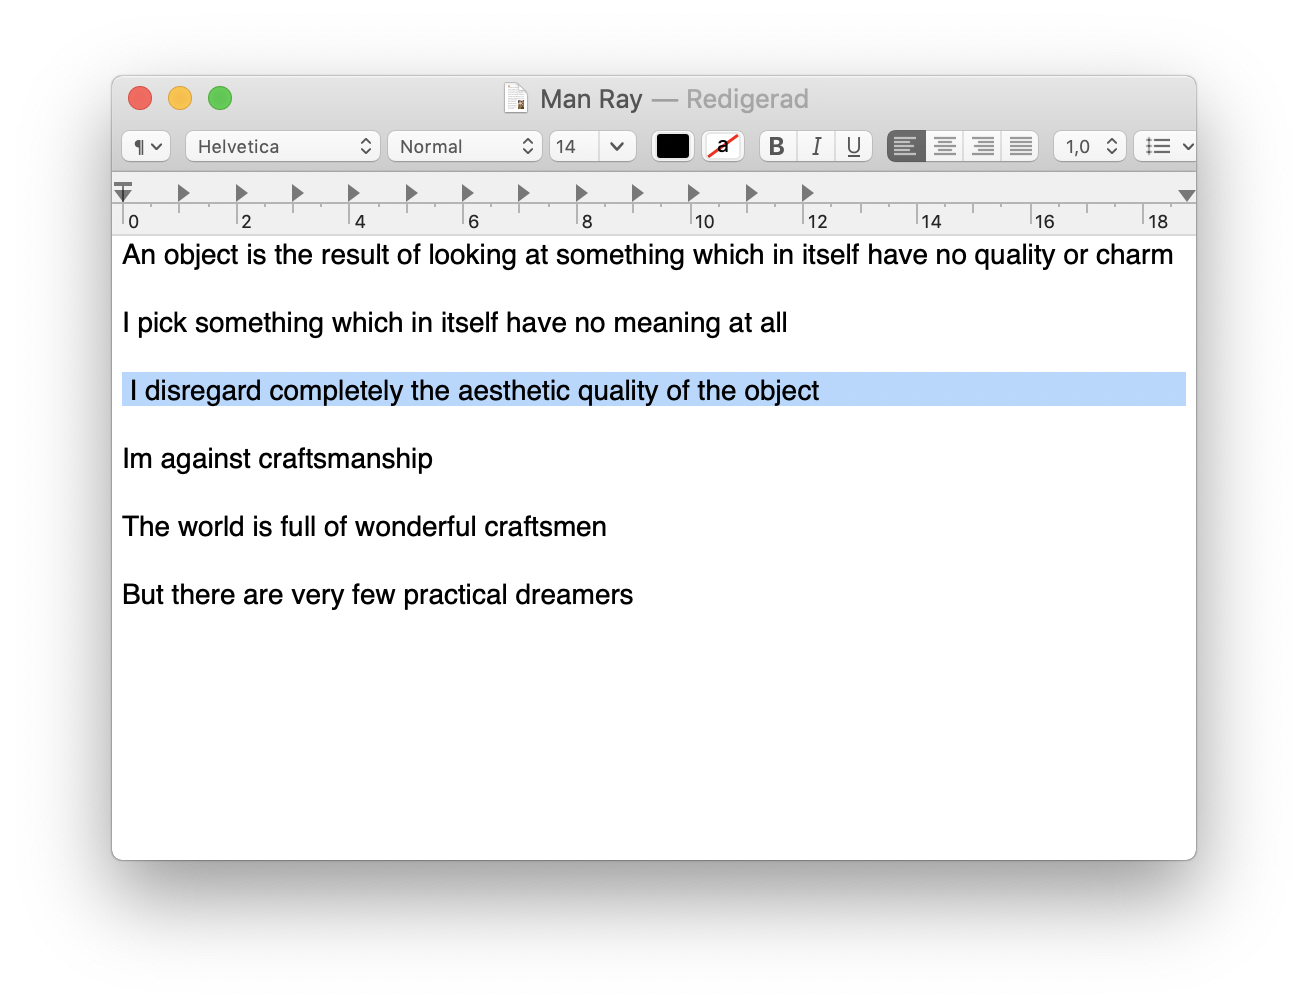 Man Ray — Redigerad
¶ Helvetica Normal 14 a B I U 1,0
0 2 4 6 8 10 12 14 16 18
An object is the result of looking at something which in itself have no quality or charm
I pick something which in itself have no meaning at all
I disregard completely the aesthetic quality of the object
Im against craftsmanship
The world is full of wonderful craftsmen
But there are very few practical dreamers